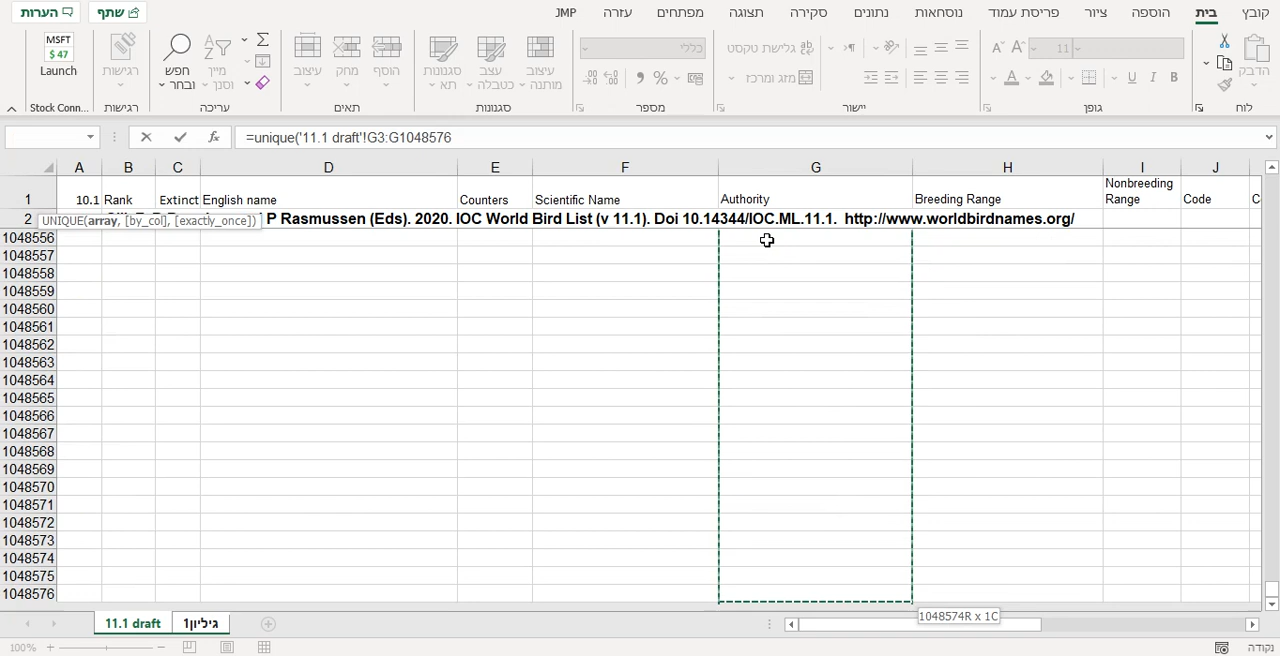 קובץ בית הוספה ציור פריסת עמוד נוסחאות נתונים סקירה תצוגה מפתחים עזרה JMP
שתף הערות
הדבק
11
גלישת טקסט
מזג ומרכז
כללי
עיצוב מותנה
עצב כטבלה
סגנונות תא
הוסף
מחק
עיצוב
מיין וסנן
חפש ובחר
רגישות
MSFT
$ 47
Launch
לוח גופן יישור מספר סגנונות תאים עריכה רגישות Stock Conn...
=unique('11.1 draft'!G3:G1048576
A B C D E F G H I J
1 10.1 Rank Extinct English name Counters Scientific Name Authority Breeding Range Nonbreeding Range Code C
2 P Rasmussen (Eds). 2020. IOC World Bird List (v 11.1). Doi 10.14344/IOC.ML.11.1. http://www.worldbirdnames.org/
UNIQUE(array, [by_col], [exactly_once])
1048556
1048557
1048558
1048559
1048560
1048561
1048562
1048563
1048564
1048565
1048566
1048567
1048568
1048569
1048570
1048571
1048572
1048573
1048574
1048575
1048576
1048574R x 1C
11.1 draft גיליון1
נקודה
100%